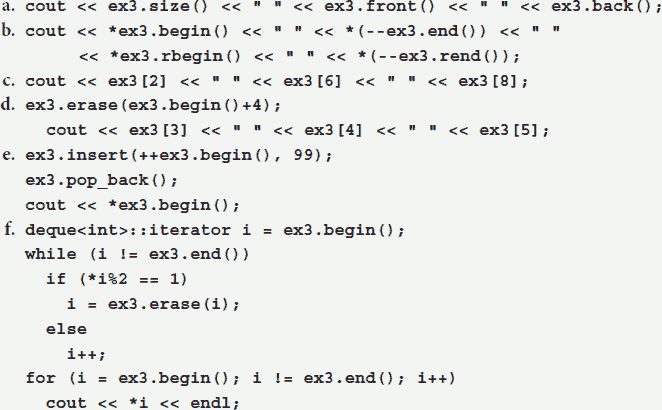 a. cout << ex3.size() << " " << ex3.front() << " " << ex3.back();
b. cout << *ex3.begin() << " " << *(--ex3.end()) << " "
<< *ex3.rbegin() << " " << *(--ex3.rend());
c. cout << ex3[2] << " " << ex3[6] << " " << ex3[8];
d. ex3.erase(ex3.begin()+4);
cout << ex3[3] << " " << ex3[4] << " " << ex3[5];
e. ex3.insert(++ex3.begin(), 99);
ex3.pop_back();
cout << *ex3.begin();
f. deque<int>::iterator i = ex3.begin();
while (i != ex3.end())
if (*i%2 == 1)
i = ex3.erase(i);
else
i++;
for (i = ex3.begin(); i != ex3.end(); i++)
cout << *i << endl;